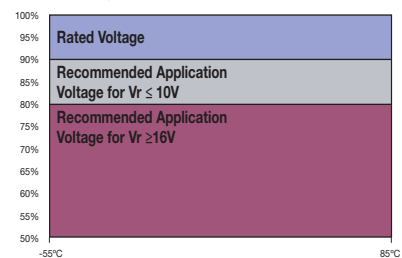 100%
95%
90%
85%
80%
75%
70%
65%
60%
55%
50%
Rated Voltage
Recommended Application
Voltage for Vr ≤ 10V
Recommended Application
Voltage for Vr ≥16V
-55°C
85°C